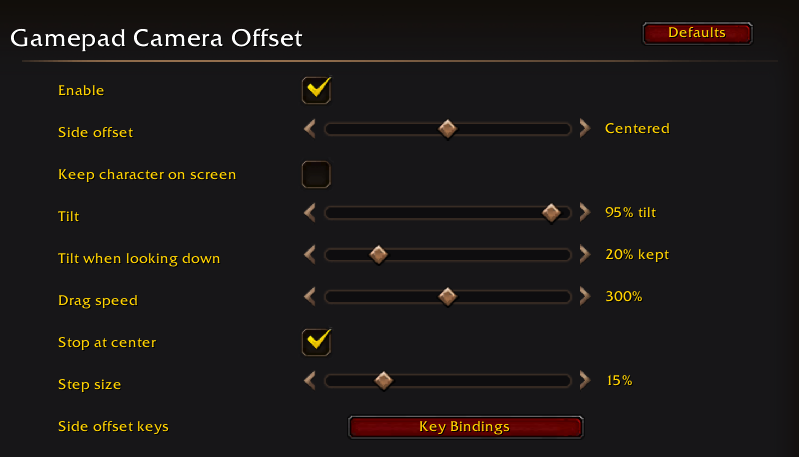 Gamepad Camera Offset
Defaults
Enable
Side offset
Centered
Keep character on screen
Tilt
95% tilt
Tilt when looking down
20% kept
Drag speed
300%
Stop at center
Step size
15%
Side offset keys
Key Bindings